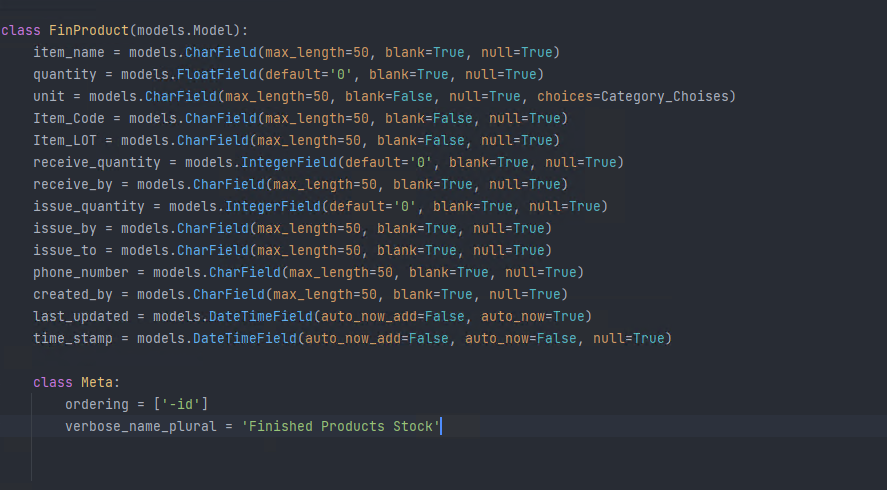 class FinProduct(models.Model):
    item_name = models.CharField(max_length=50, blank=True, null=True)
    quantity = models.FloatField(default='0', blank=True, null=True)
    unit = models.CharField(max_length=50, blank=False, null=True, choices=Category_Choises)
    Item_Code = models.CharField(max_length=50, blank=False, null=True)
    Item_LOT = models.CharField(max_length=50, blank=False, null=True)
    receive_quantity = models.IntegerField(default='0', blank=True, null=True)
    receive_by = models.CharField(max_length=50, blank=True, null=True)
    issue_quantity = models.IntegerField(default='0', blank=True, null=True)
    issue_by = models.CharField(max_length=50, blank=True, null=True)
    issue_to = models.CharField(max_length=50, blank=True, null=True)
    phone_number = models.CharField(max_length=50, blank=True, null=True)
    created_by = models.CharField(max_length=50, blank=True, null=True)
    last_updated = models.DateTimeField(auto_now_add=False, auto_now=True)
    time_stamp = models.DateTimeField(auto_now_add=False, auto_now=False, null=True)
    class Meta:
        ordering = ['-id']
        verbose_name_plural = 'Finished Products Stock'